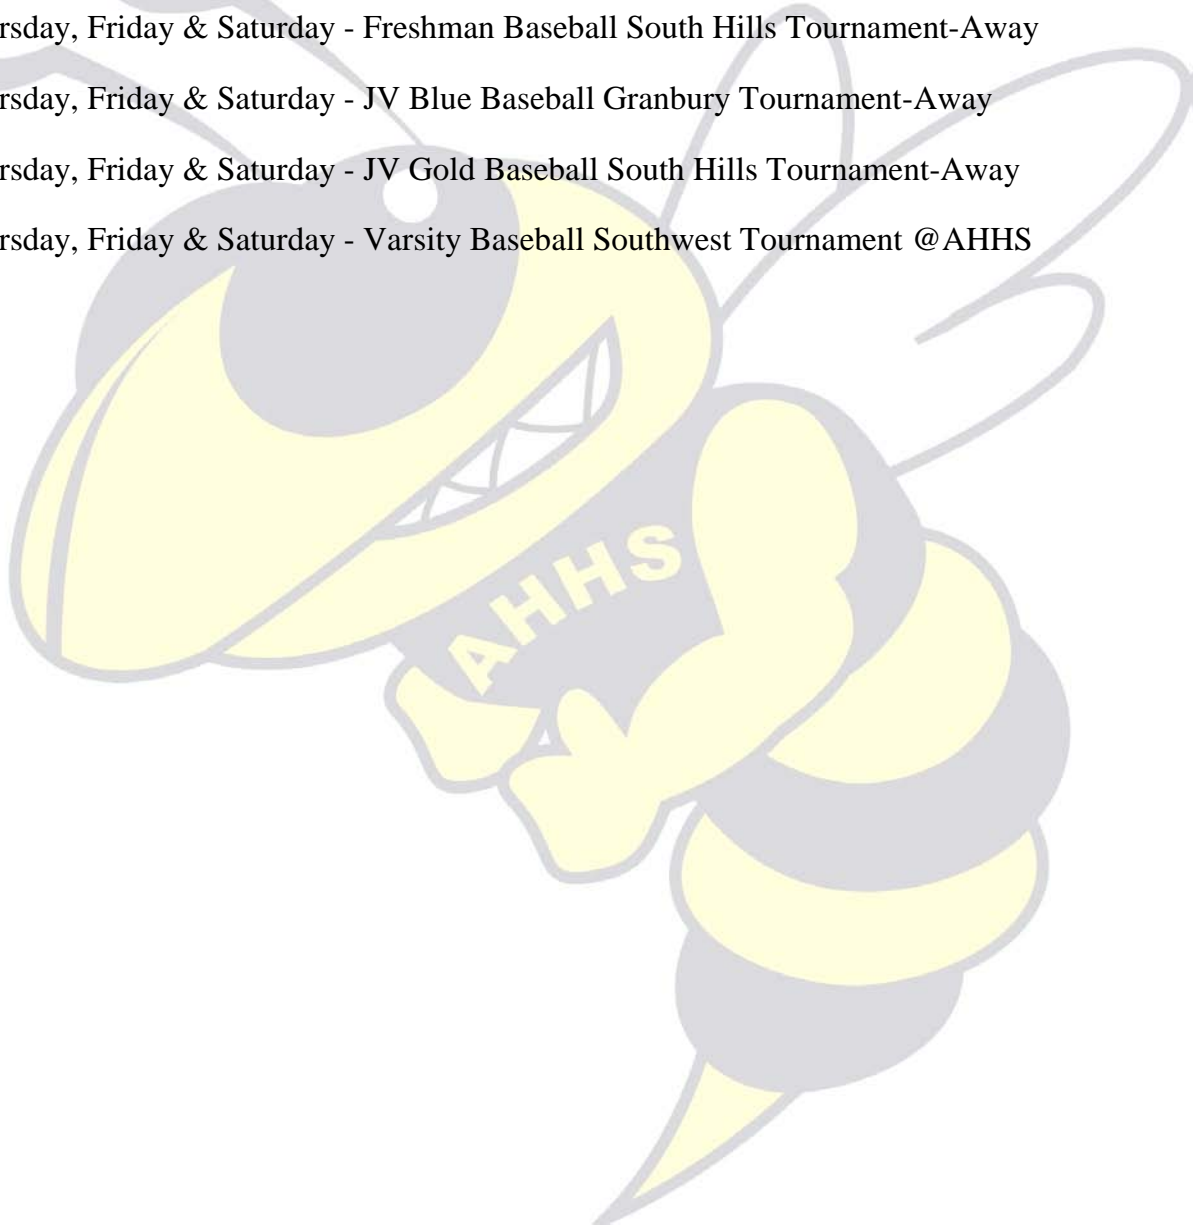 rsday, Friday & Saturday - Freshman Baseball South Hills Tournament-Away
rsday, Friday & Saturday - JV Blue Baseball Granbury Tournament-Away
rsday, Friday & Saturday - JV Gold Baseball South Hills Tournament-Away
rsday, Friday & Saturday - Varsity Baseball Southwest Tournament @AHHS
AHHS